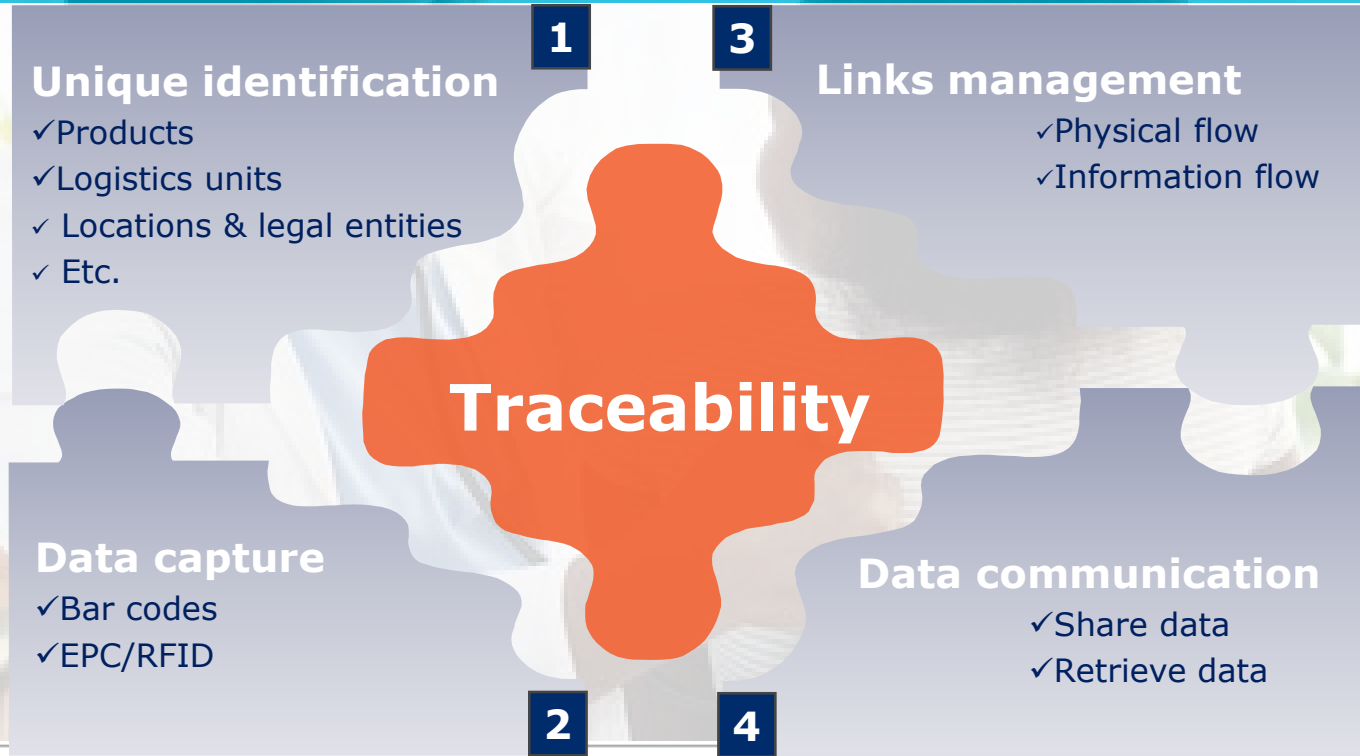 1
Unique identification
✓Products
✓Logistics units
✓ Locations & legal entities
✓ Etc.
3
Links management
✓Physical flow
✓Information flow
Traceability
Data capture
✓Bar codes
✓EPC/RFID
2
Data communication
✓Share data
✓Retrieve data
4